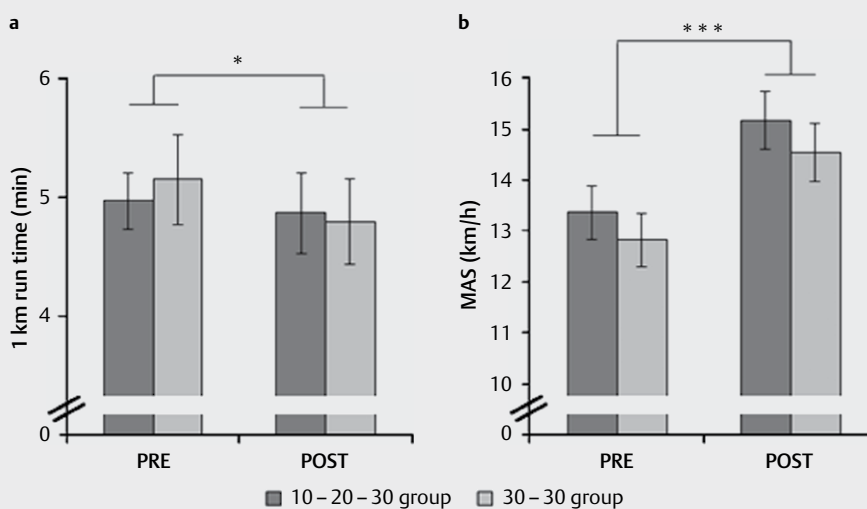 a
*
6
5
4
0
1 km run time (min)
PRE
POST
b
***
16
15
14
13
12
11
10
0
MAS (km/h)
PRE
POST
10 – 20 – 30 group
30 – 30 group